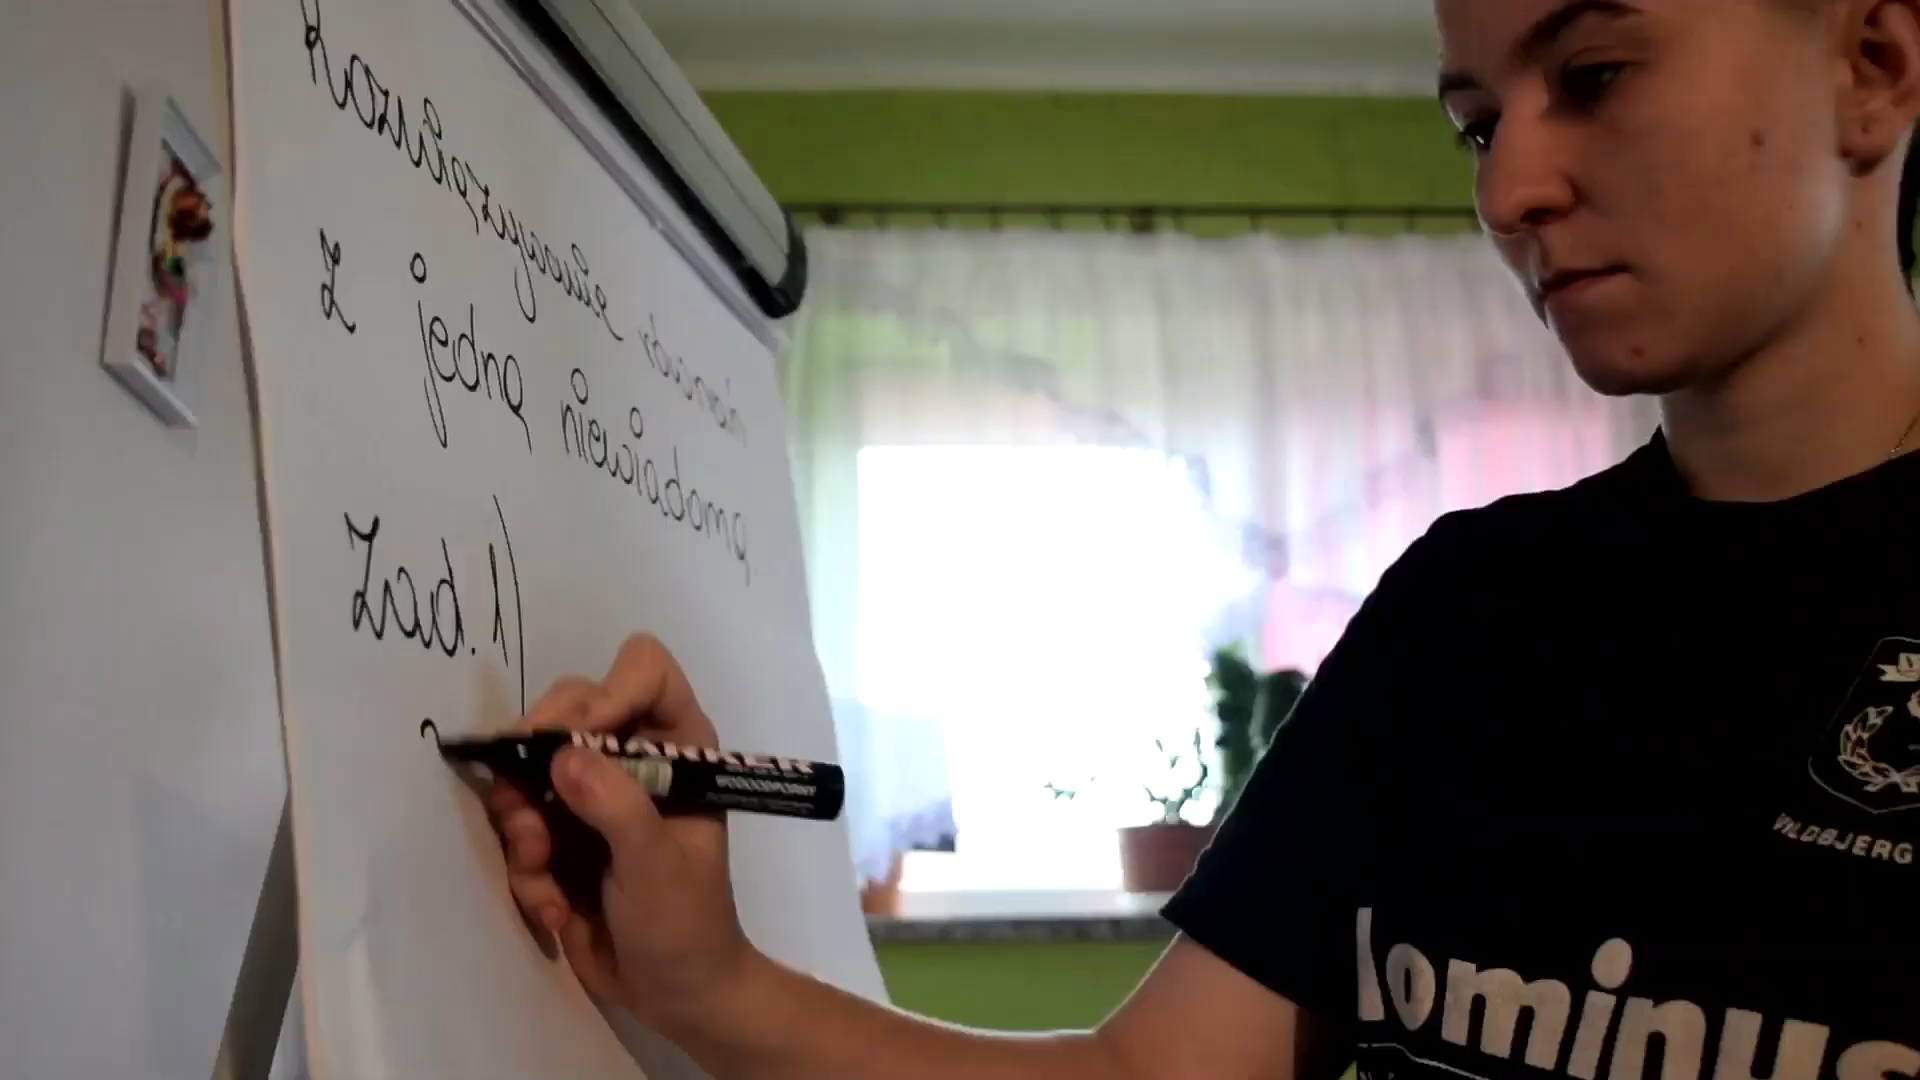 Rozwiązywanie równań
z jedną niewiadomą
Zad. 1)
MARKER
VILDBJERG
lominus